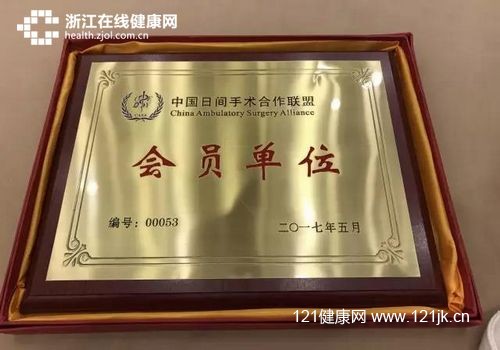 浙江在线健康网
health.zjol.com.cn
中国日间手术合作联盟
China Ambulatory Surgery Alliance
会员单位
编号：00053
二〇一七年五月
121健康网 www.121jk.cn